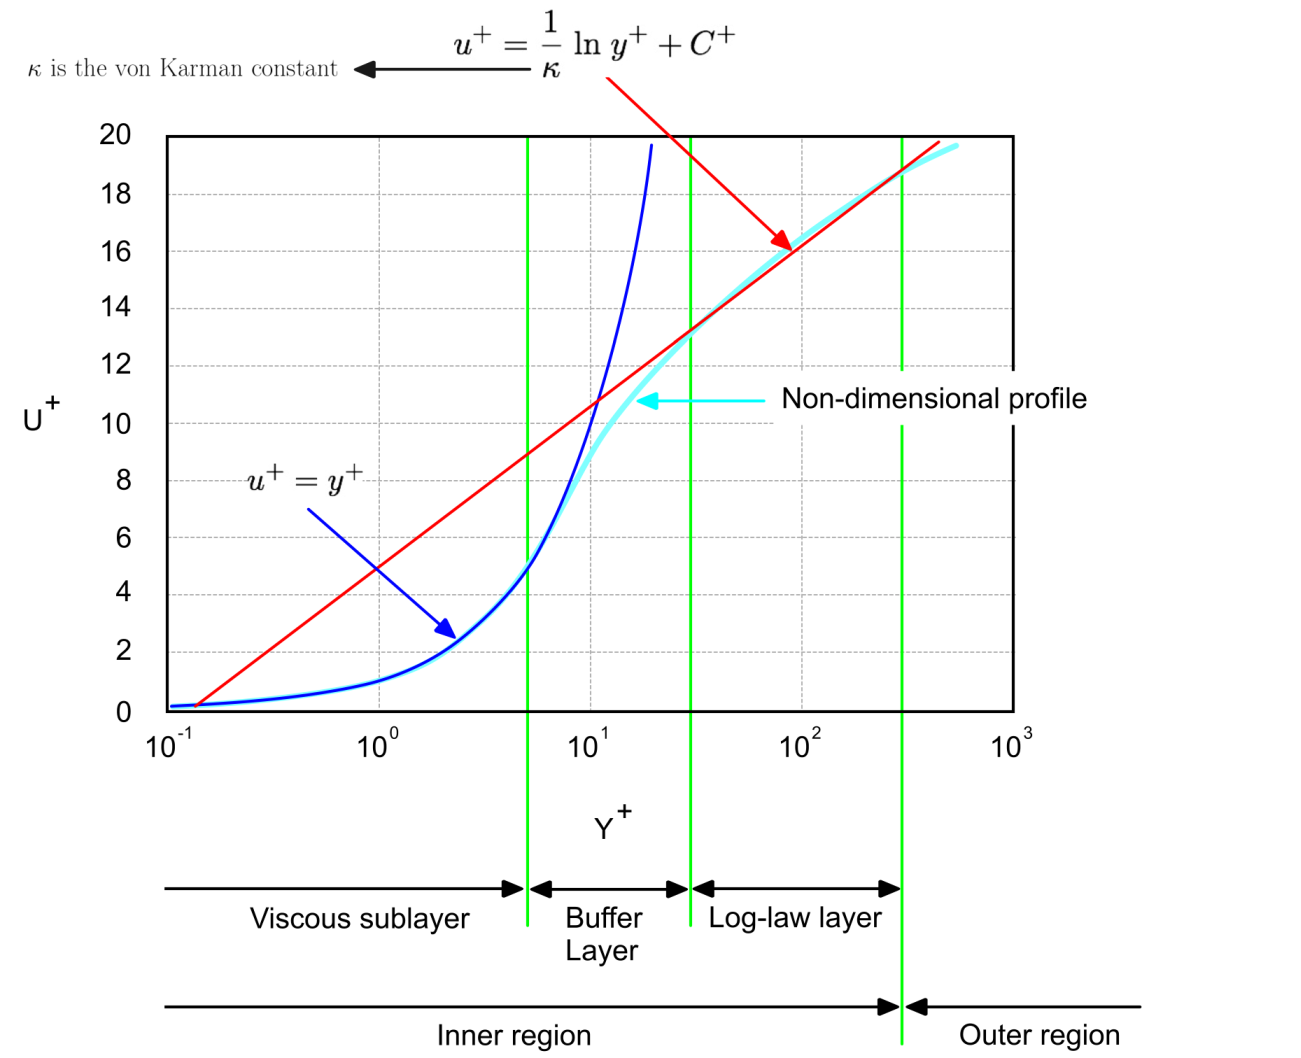 u⁺ = 1/κ ln y⁺ + C⁺
κ is the von Karman constant
20
18
16
14
12
Non-dimensional profile
U⁺
10
u⁺ = y⁺
8
6
4
2
0
10⁻¹ 10⁰ 10¹ 10² 10³
Y⁺
Viscous sublayer
Buffer
Layer
Log-law layer
Inner region
Outer region